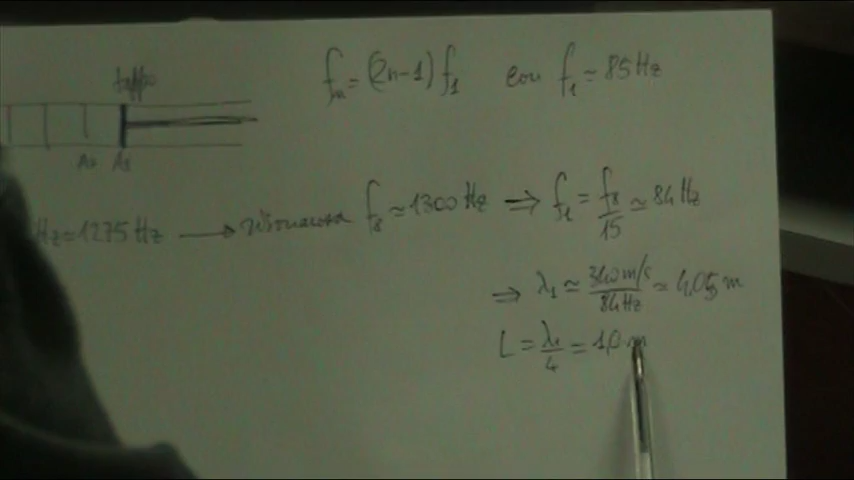 fₙ = (2n-1) f₁ con f₁ ≃ 85 Hz
tappo
A₀ A₁
Hz = 1275 Hz → risonanza f₈ ≃ 1300 Hz ⇒ f₁ = f₈/15 ≃ 84 Hz
⇒ λ₁ ≃ 340 m/s / 84 Hz ≃ 4,05 m
L = λ₁/4 = 1,0 m